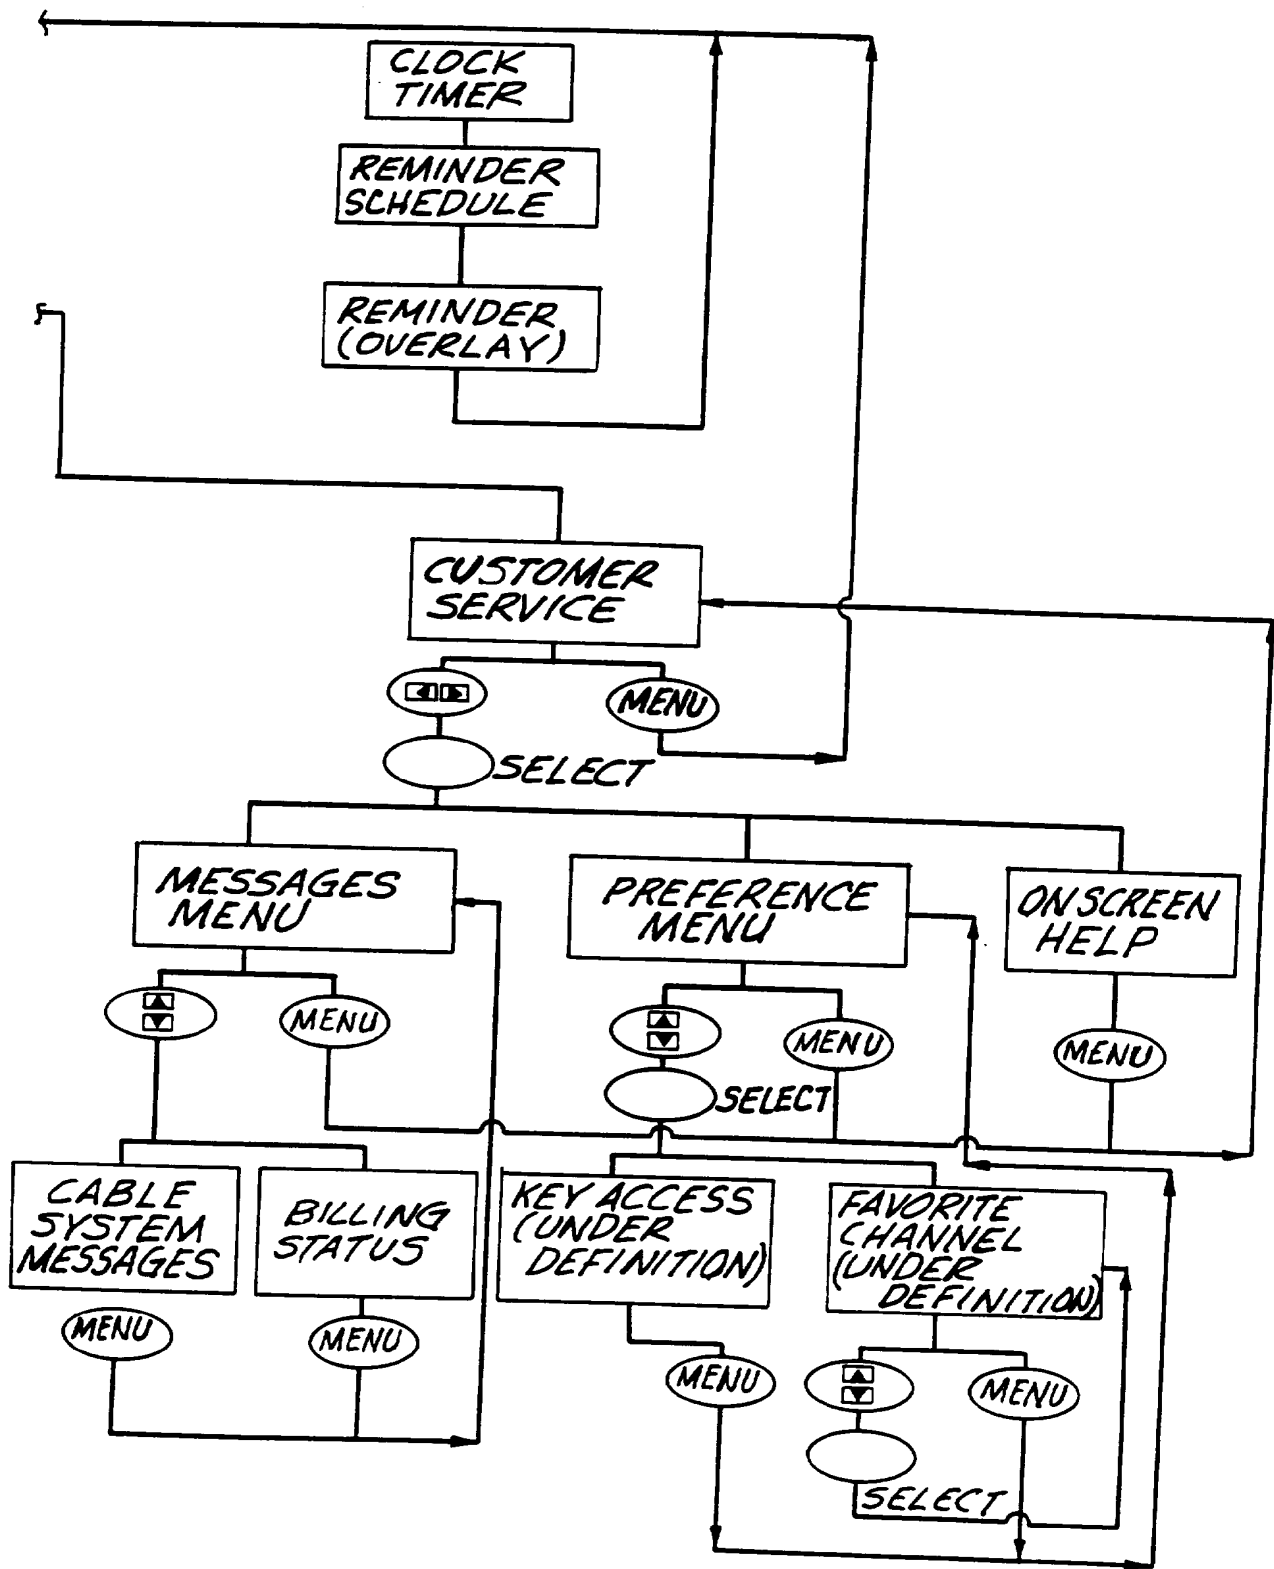 CLOCK
TIMER
REMINDER
SCHEDULE
REMINDER
(OVERLAY)
CUSTOMER
SERVICE
MENU
SELECT
MESSAGES
MENU
PREFERENCE
MENU
ON SCREEN
HELP
MENU
MENU
MENU
SELECT
CABLE
SYSTEM
MESSAGES
BILLING
STATUS
KEY ACCESS
(UNDER
DEFINITION)
FAVORITE
CHANNEL
(UNDER
DEFINITION)
MENU
MENU
MENU
MENU
SELECT